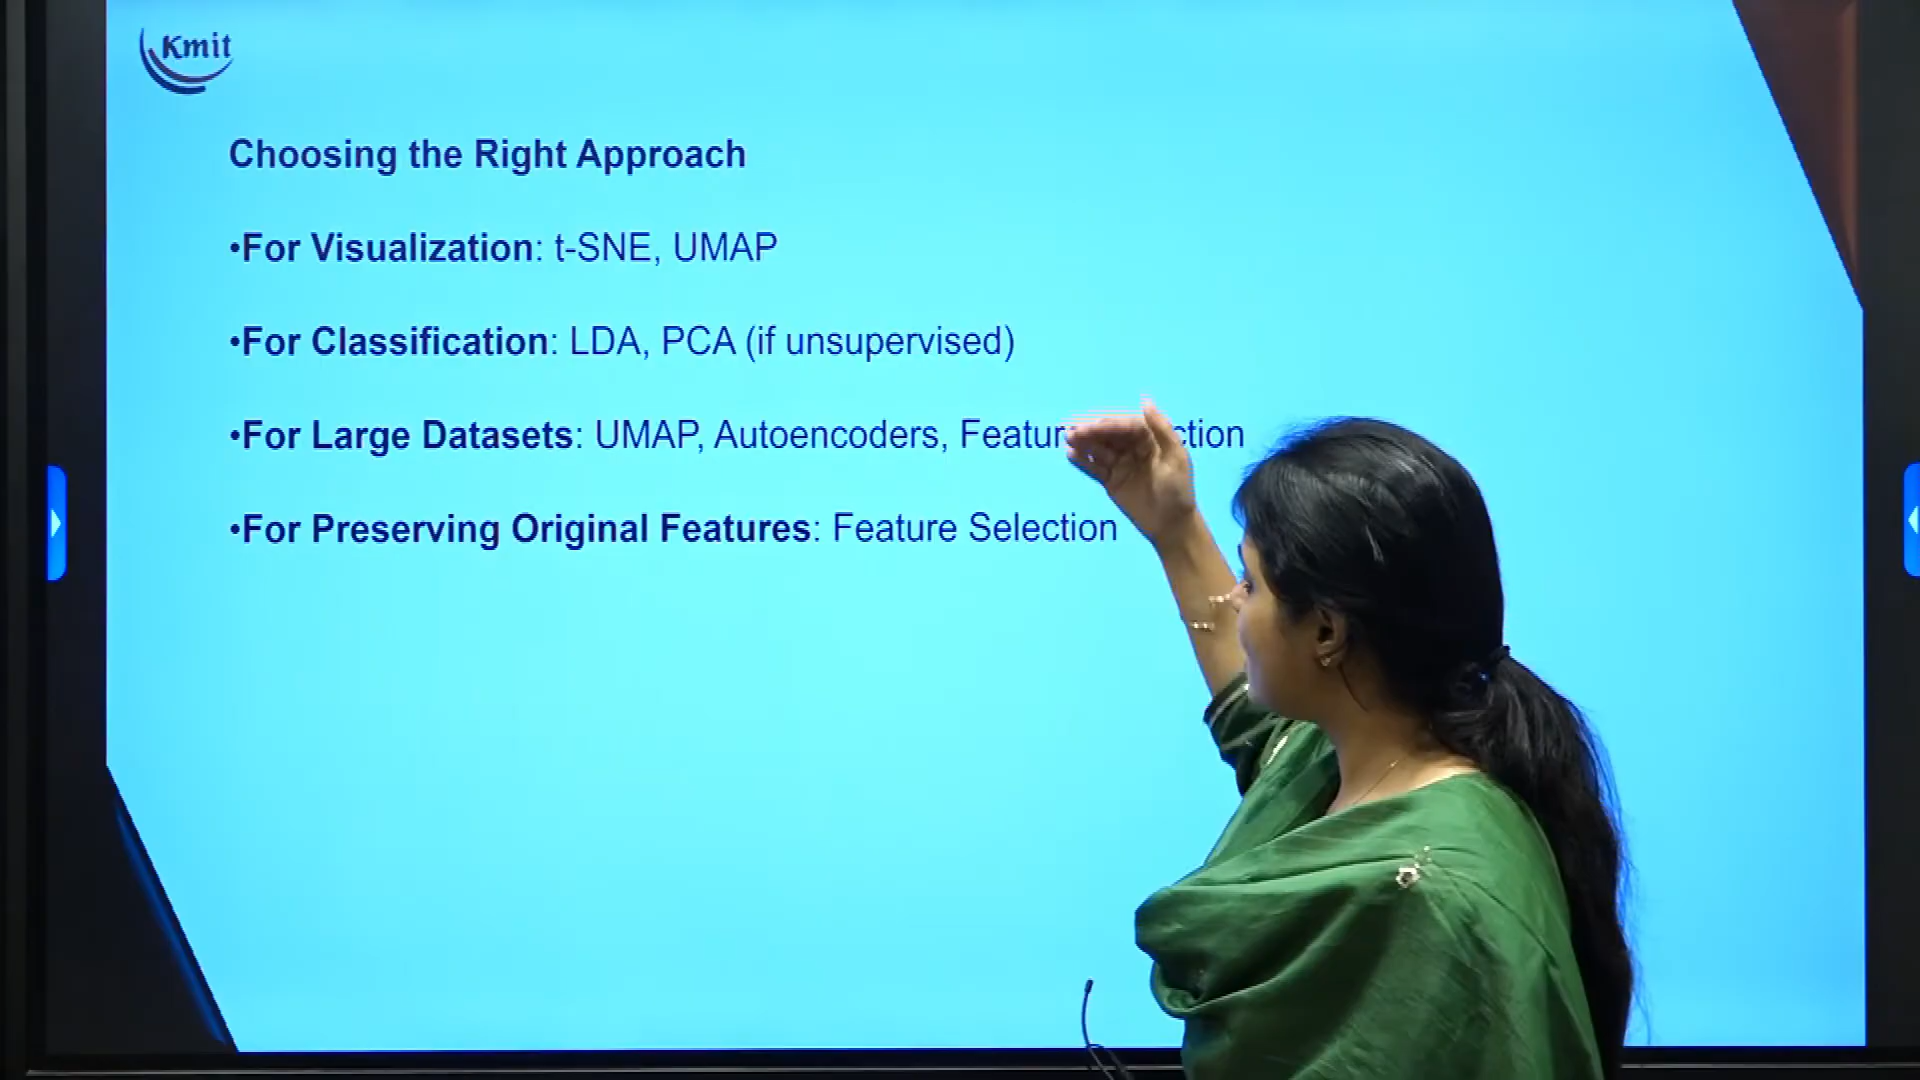 Kmit
Choosing the Right Approach
•For Visualization: t-SNE, UMAP
•For Classification: LDA, PCA (if unsupervised)
•For Large Datasets: UMAP, Autoencoders,
•For Preserving Original Features: Feature Selection